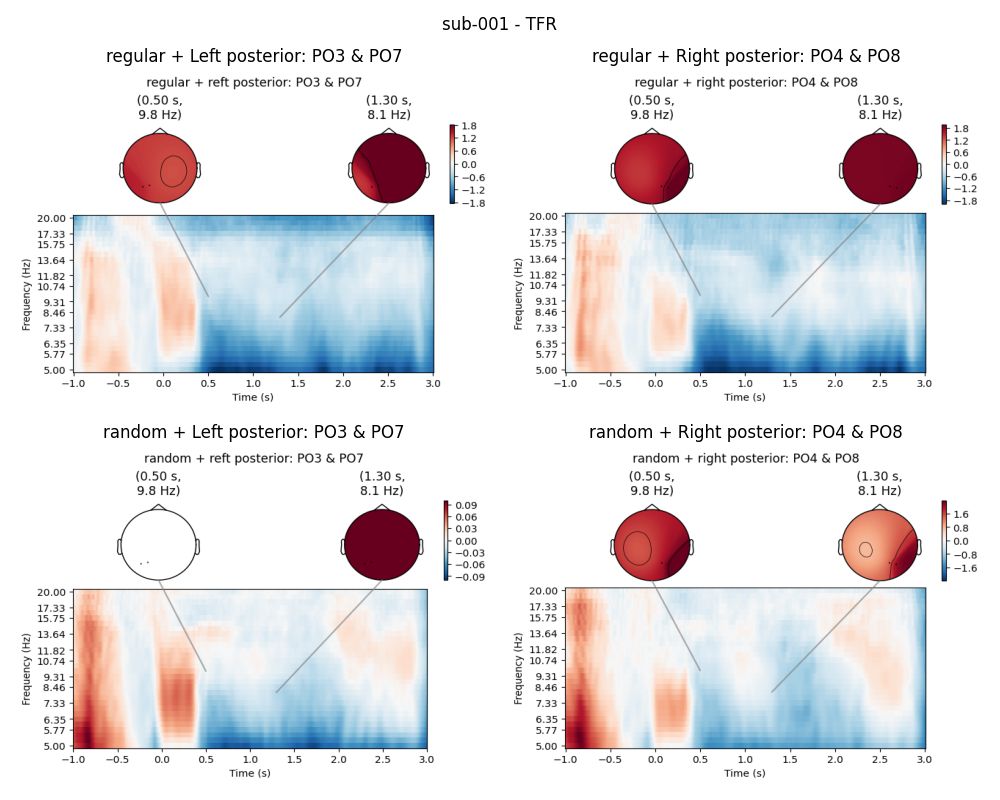 sub-001 - TFR
regular + Left posterior: PO3 & PO7
regular + reft posterior: PO3 & PO7
(0.50 s,
9.8 Hz)
(1.30 s,
8.1 Hz)
1.8
1.2
0.6
0.0
−0.6
−1.2
−1.8
Frequency (Hz)
20.00
17.33
15.75
13.64
11.82
10.74
9.31
8.46
7.33
6.35
5.77
5.00
−1.0 −0.5 0.0 0.5 1.0 1.5 2.0 2.5 3.0
Time (s)
regular + Right posterior: PO4 & PO8
regular + right posterior: PO4 & PO8
(0.50 s,
9.8 Hz)
(1.30 s,
8.1 Hz)
1.8
1.2
0.6
0.0
−0.6
−1.2
−1.8
Frequency (Hz)
20.00
17.33
15.75
13.64
11.82
10.74
9.31
8.46
7.33
6.35
5.77
5.00
−1.0 −0.5 0.0 0.5 1.0 1.5 2.0 2.5 3.0
Time (s)
random + Left posterior: PO3 & PO7
random + reft posterior: PO3 & PO7
(0.50 s,
9.8 Hz)
(1.30 s,
8.1 Hz)
0.09
0.06
0.03
0.00
−0.03
−0.06
−0.09
Frequency (Hz)
20.00
17.33
15.75
13.64
11.82
10.74
9.31
8.46
7.33
6.35
5.77
5.00
−1.0 −0.5 0.0 0.5 1.0 1.5 2.0 2.5 3.0
Time (s)
random + Right posterior: PO4 & PO8
random + right posterior: PO4 & PO8
(0.50 s,
9.8 Hz)
(1.30 s,
8.1 Hz)
1.6
0.8
0.0
−0.8
−1.6
Frequency (Hz)
20.00
17.33
15.75
13.64
11.82
10.74
9.31
8.46
7.33
6.35
5.77
5.00
−1.0 −0.5 0.0 0.5 1.0 1.5 2.0 2.5 3.0
Time (s)